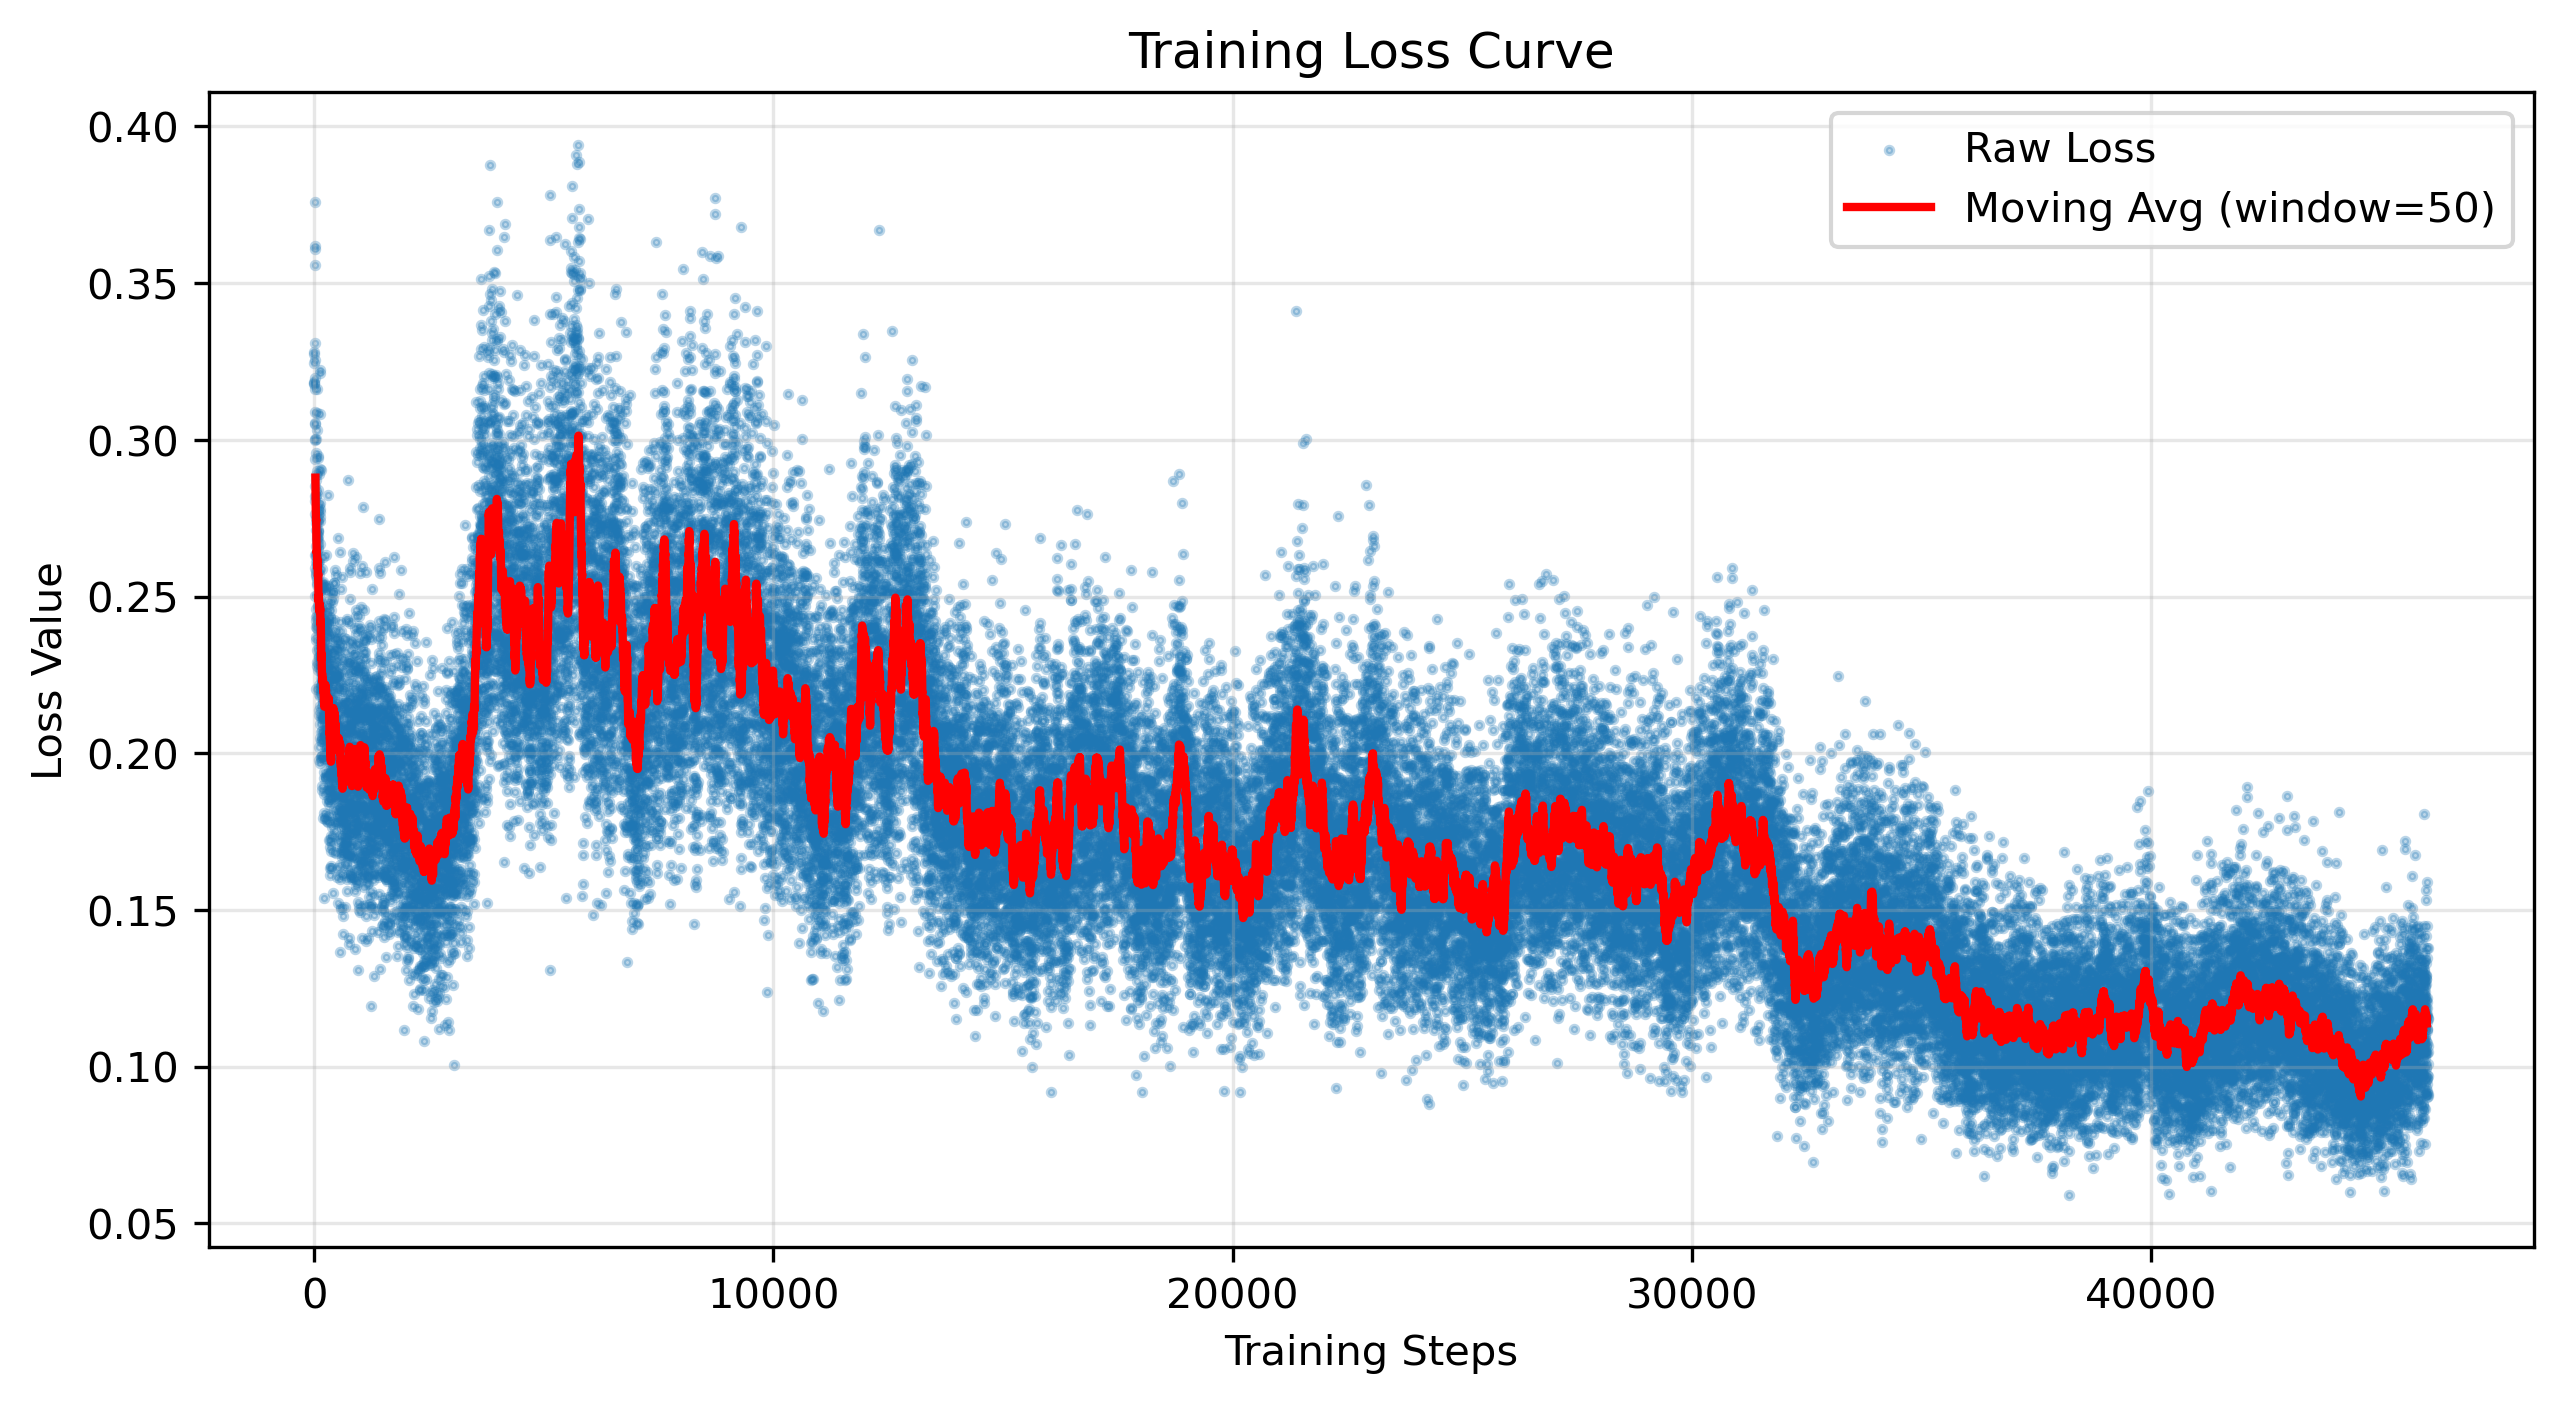 Training Loss Curve
Raw Loss
Moving Avg (window=50)
0.40
0.35
0.30
0.25
0.20
0.15
0.10
0.05
Loss Value
0 10000 20000 30000 40000
Training Steps